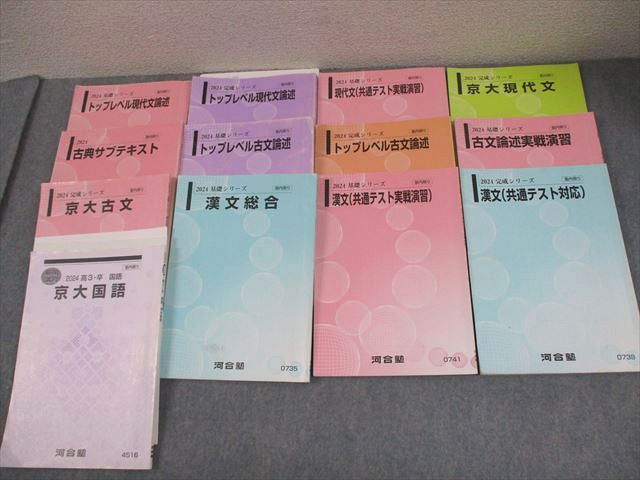 2024 基礎シリーズ
トップレベル現代文論述
2024 完成シリーズ
トップレベル現代文論述
2024 基礎シリーズ
現代文(共通テスト実戦演習)
2024 完成シリーズ
京大現代文
2024
古典サブテキスト
2024 基礎シリーズ
トップレベル古文論述
2024 完成シリーズ
トップレベル古文論述
2024 基礎シリーズ
古文論述実戦演習
2024 完成シリーズ
京大古文
2024 基礎シリーズ
漢文総合
河合塾
0735
2024 基礎シリーズ
漢文(共通テスト実戦演習)
河合塾
0741
2024 完成シリーズ
漢文(共通テスト対応)
河合塾
0738
2024 高3・卒 国語
京大国語
河合塾
4516